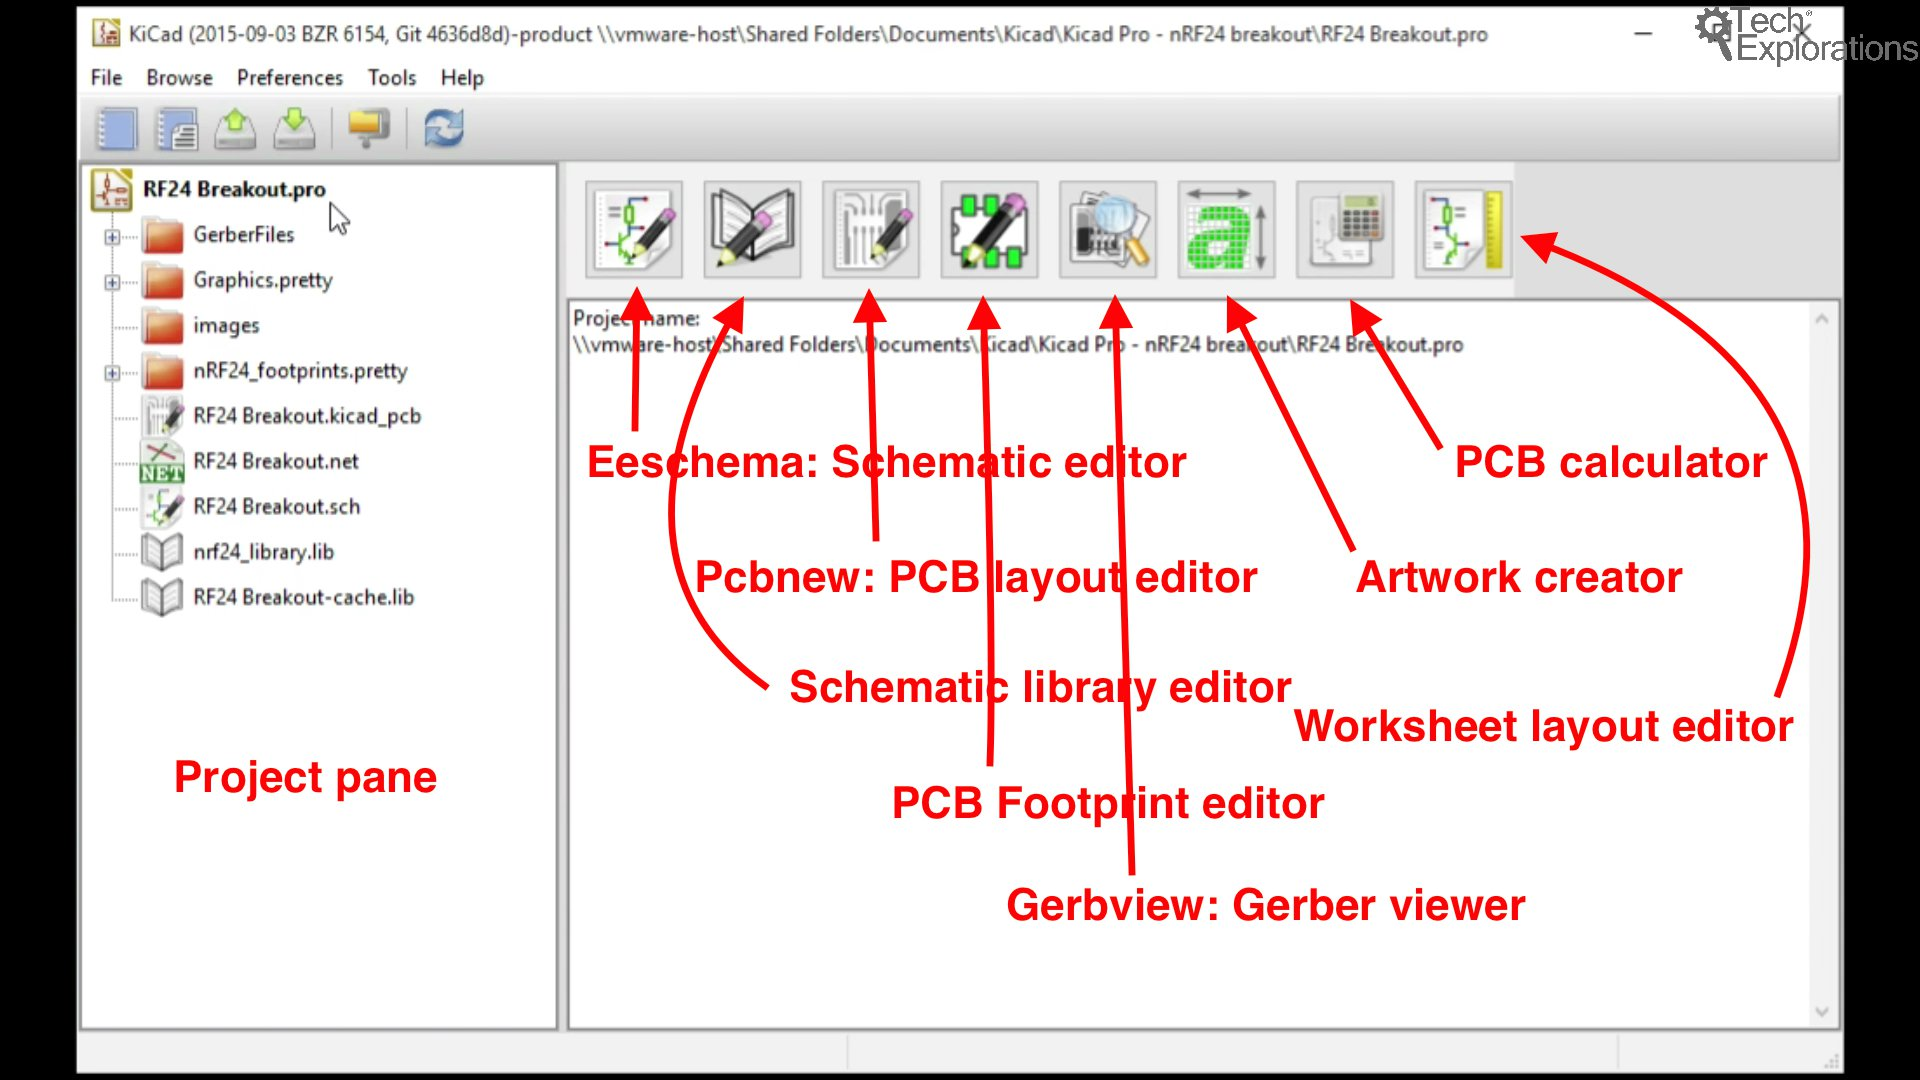 KiCad (2015-09-03 BZR 6154, Git 4636d8d)-product \\vmware-host\Shared Folders\Documents\Kicad\Kicad Pro - nRF24 breakout\RF24 Breakout.pro
Tech
Explorations
File Browse Preferences Tools Help
RF24 Breakout.pro
GerberFiles
Graphics.pretty
images
nRF24_footprints.pretty
RF24 Breakout.kicad_pcb
NET RF24 Breakout.net
RF24 Breakout.sch
nrf24_library.lib
RF24 Breakout-cache.lib
Project pane
a
Project name:
\\vmware-host\Shared Folders\Documents\Kicad\Kicad Pro - nRF24 breakout\RF24 Breakout.pro
Eeschema: Schematic editor
PCB calculator
Pcbnew: PCB layout editor
Artwork creator
Schematic library editor
Worksheet layout editor
PCB Footprint editor
Gerbview: Gerber viewer